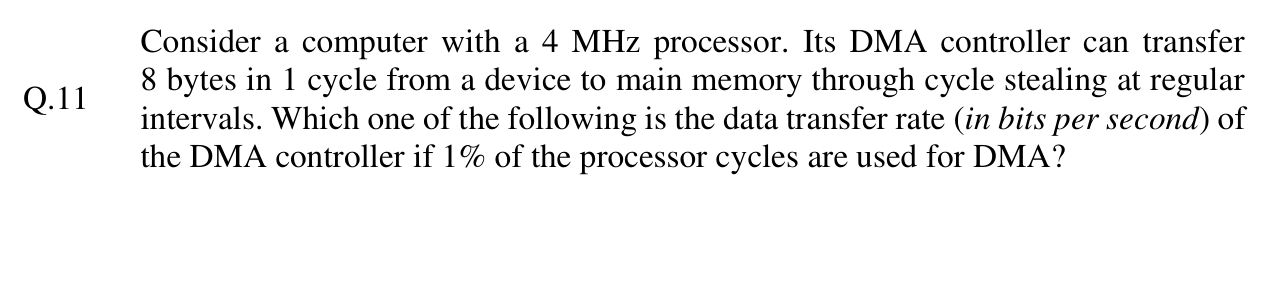 Consider a computer with a 4 MHz processor. Its DMA controller can transfer
8 bytes in 1 cycle from a device to main memory through cycle stealing at regular
Q.11
intervals. Which one of the following is the data transfer rate (in bits per second) of
the DMA controller if 1% of the processor cycles are used for DMA?